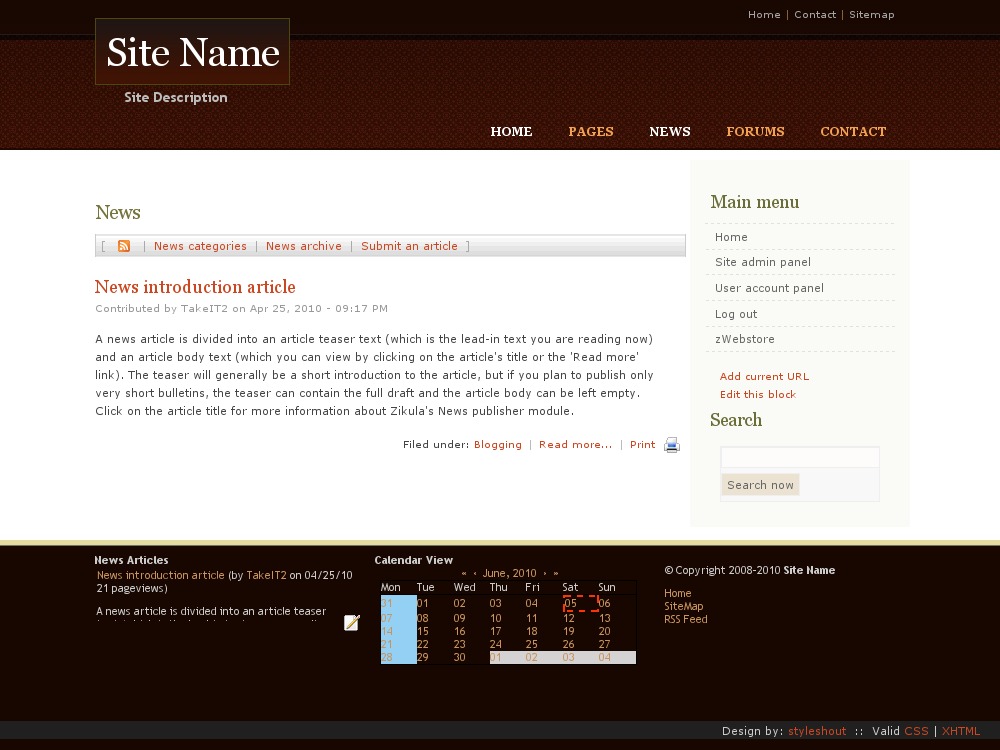 Home | Contact | Sitemap
Site Name
Site Description
HOME PAGES NEWS FORUMS CONTACT
News
[ | News categories | News archive | Submit an article ]
News introduction article
Contributed by TakeIT2 on Apr 25, 2010 - 09:17 PM
A news article is divided into an article teaser text (which is the lead-in text you are reading now)
and an article body text (which you can view by clicking on the article's title or the 'Read more'
link). The teaser will generally be a short introduction to the article, but if you plan to publish only
very short bulletins, the teaser can contain the full draft and the article body can be left empty.
Click on the article title for more information about Zikula's News publisher module.
Filed under: Blogging | Read more... | Print
Main menu
Home
Site admin panel
User account panel
Log out
zWebstore
Add current URL
Edit this block
Search
Search now
News Articles
News introduction article (by TakeIT2 on 04/25/10
21 pageviews)
A news article is divided into an article teaser
Calendar View
« ‹ June, 2010 › »
Mon Tue Wed Thu Fri Sat Sun
31 01 02 03 04 05 06
07 08 09 10 11 12 13
14 15 16 17 18 19 20
21 22 23 24 25 26 27
28 29 30 01 02 03 04
© Copyright 2008-2010 Site Name
Home
SiteMap
RSS Feed
Design by: styleshout :: Valid CSS | XHTML